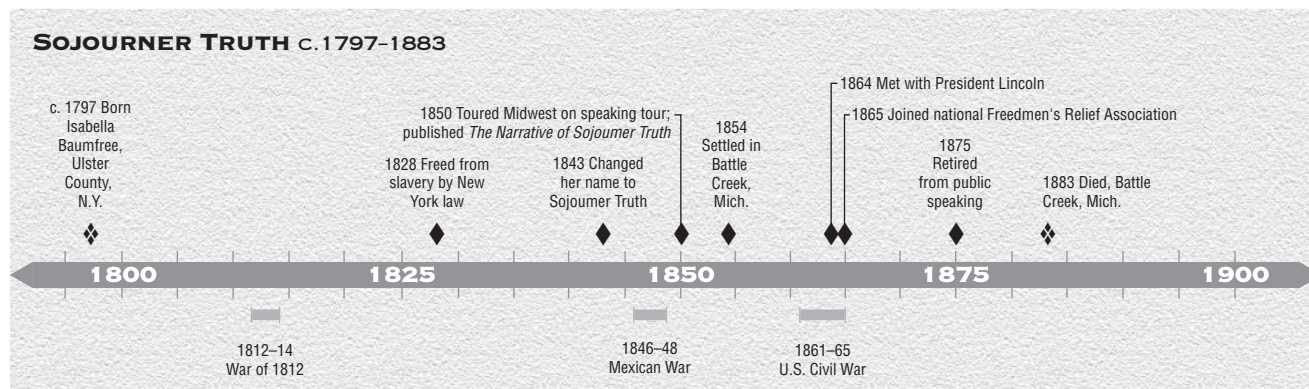 SOJOURNER TRUTH C.1797–1883
c. 1797 Born
Isabella
Baumfree,
Ulster
County,
N.Y.
1828 Freed from
slavery by New
York law
1843 Changed
her name to
Sojoumer Truth
1850 Toured Midwest on speaking tour;
published The Narrative of Sojoumer Truth
1854
Settled in
Battle
Creek,
Mich.
1864 Met with President Lincoln
1865 Joined national Freedmen's Relief Association
1875
Retired
from public
speaking
1883 Died, Battle
Creek, Mich.
1800 1825 1850 1875 1900
1812–14
War of 1812
1846–48
Mexican War
1861–65
U.S. Civil War